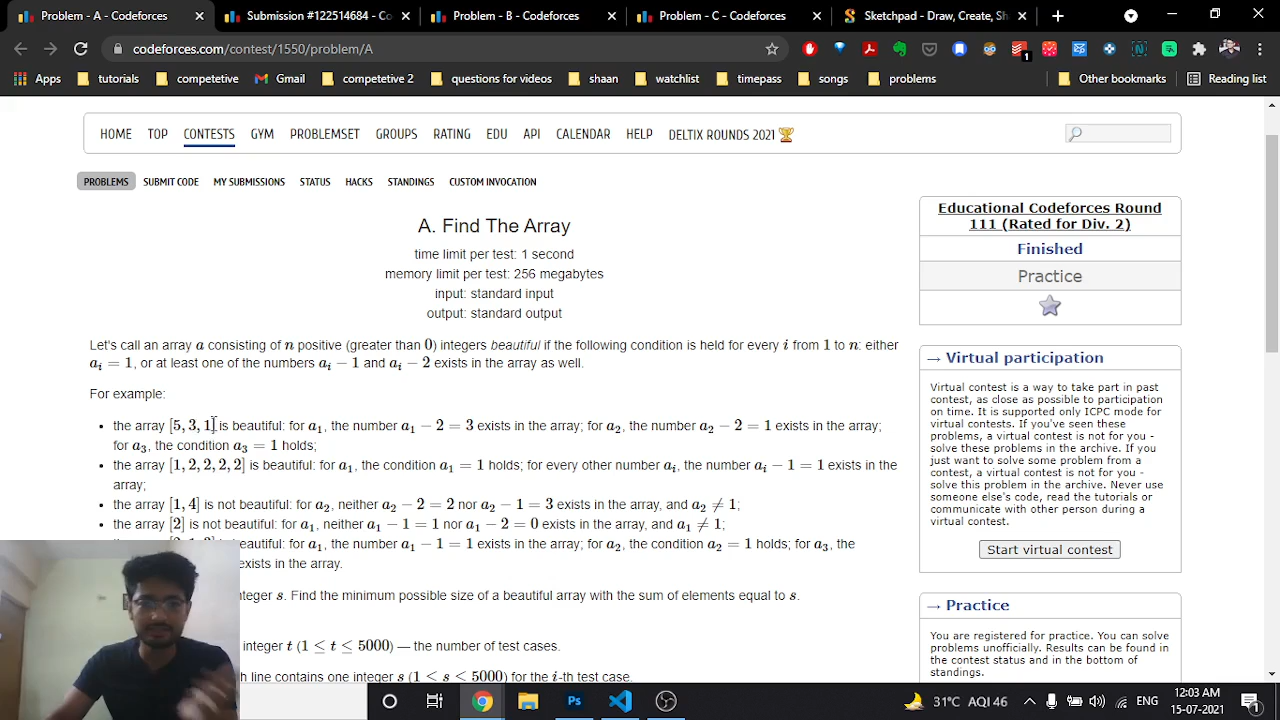 Problem - A - Codeforces
Submission #122514684 - Co
Problem - B - Codeforces
Problem - C - Codeforces
Sketchpad - Draw, Create, Sh
codeforces.com/contest/1550/problem/A
1
Apps tutorials competetive Gmail competetive 2 questions for videos shaan watchlist timepass songs problems Other bookmarks Reading list
HOME TOP CONTESTS GYM PROBLEMSET GROUPS RATING EDU API CALENDAR HELP DELTIX ROUNDS 2021
PROBLEMS SUBMIT CODE MY SUBMISSIONS STATUS HACKS STANDINGS CUSTOM INVOCATION
A. Find The Array
time limit per test: 1 second
memory limit per test: 256 megabytes
input: standard input
output: standard output
Let's call an array a consisting of n positive (greater than 0) integers beautiful if the following condition is held for every i from 1 to n: either
a_i = 1, or at least one of the numbers a_i − 1 and a_i − 2 exists in the array as well.
For example:
• the array [5, 3, 1] is beautiful: for a_1, the number a_1 − 2 = 3 exists in the array; for a_2, the number a_2 − 2 = 1 exists in the array;
for a_3, the condition a_3 = 1 holds;
• the array [1, 2, 2, 2, 2] is beautiful: for a_1, the condition a_1 = 1 holds; for every other number a_i, the number a_i − 1 = 1 exists in the
array;
• the array [1, 4] is not beautiful: for a_2, neither a_2 − 2 = 2 nor a_2 − 1 = 3 exists in the array, and a_2 ≠ 1;
• the array [2] is not beautiful: for a_1, neither a_1 − 1 = 1 nor a_1 − 2 = 0 exists in the array, and a_1 ≠ 1;
beautiful: for a_1, the number a_1 − 1 = 1 exists in the array; for a_2, the condition a_2 = 1 holds; for a_3, the
exists in the array.
integer s. Find the minimum possible size of a beautiful array with the sum of elements equal to s.
integer t (1 ≤ t ≤ 5000) — the number of test cases.
line contains one integer s (1 ≤ s ≤ 5000) for the i-th test case.
Educational Codeforces Round
111 (Rated for Div. 2)
Finished
Practice
→ Virtual participation
Virtual contest is a way to take part in past
contest, as close as possible to participation
on time. It is supported only ICPC mode for
virtual contests. If you've seen these
problems, a virtual contest is not for you -
solve these problems in the archive. If you
just want to solve some problem from a
contest, a virtual contest is not for you -
solve this problem in the archive. Never use
someone else's code, read the tutorials or
communicate with other person during a
virtual contest.
Start virtual contest
→ Practice
You are registered for practice. You can solve
problems unofficially. Results can be found
in the contest status and in the bottom of
standings.
31°C AQI 46
ENG
12:03 AM
15-07-2021